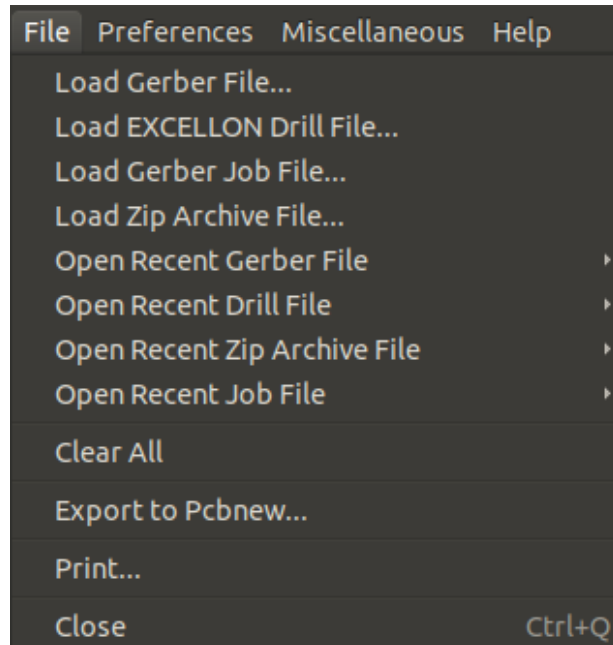 File Preferences Miscellaneous Help
Load Gerber File...
Load EXCELLON Drill File...
Load Gerber Job File...
Load Zip Archive File...
Open Recent Gerber File
Open Recent Drill File
Open Recent Zip Archive File
Open Recent Job File
Clear All
Export to Pcbnew...
Print...
Close Ctrl+Q